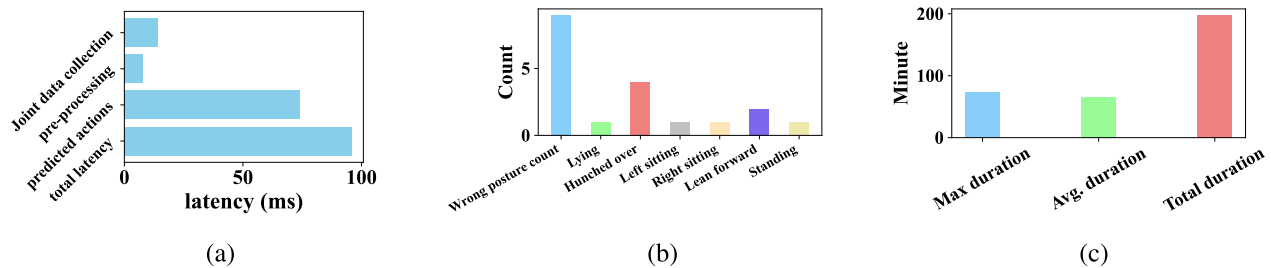 Joint data collection
pre-processing
predicted actions
total latency
0 50 100
latency (ms)
(a)
Count
5
0
Wrong posture count
Lying
Hunched over
Left sitting
Right sitting
Lean forward
Standing
(b)
Minute
200
100
0
Max duration
Avg. duration
Total duration
(c)